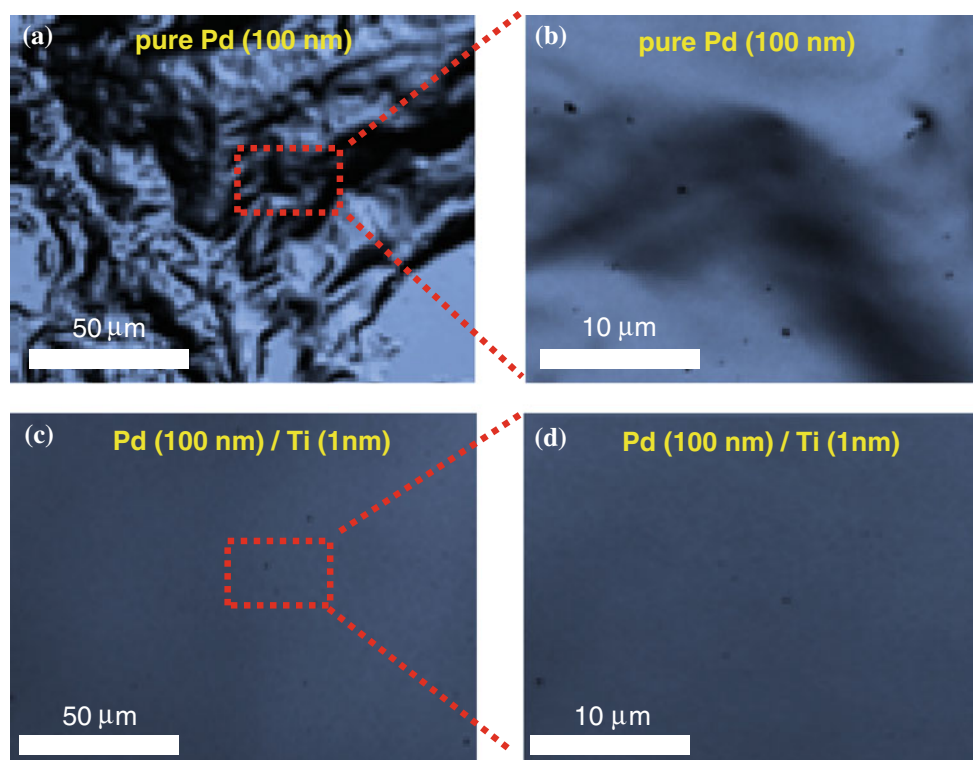 (a)
pure Pd (100 nm)
50 μm
(b)
pure Pd (100 nm)
10 μm
(c)
Pd (100 nm) / Ti (1nm)
50 μm
(d)
Pd (100 nm) / Ti (1nm)
10 μm